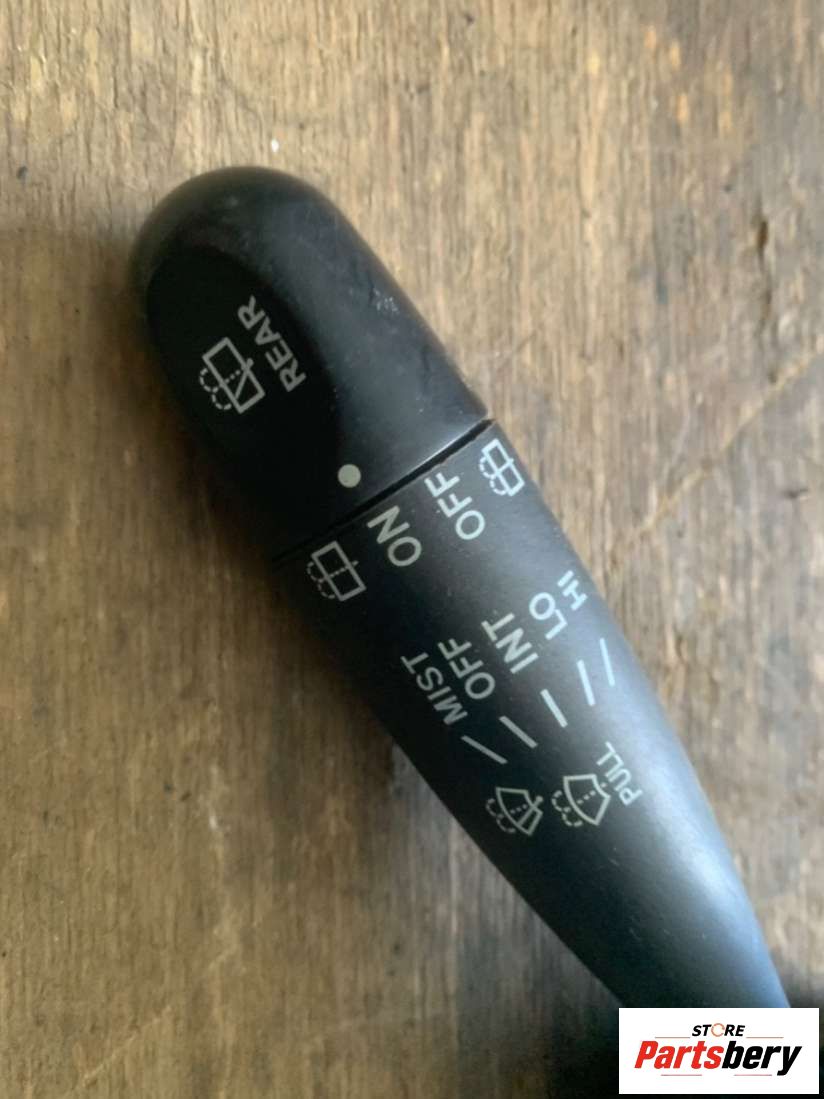 REAR
ON
OFF
MIST
OFF
INT
LO
HI
PULL
STORE
Partsbery